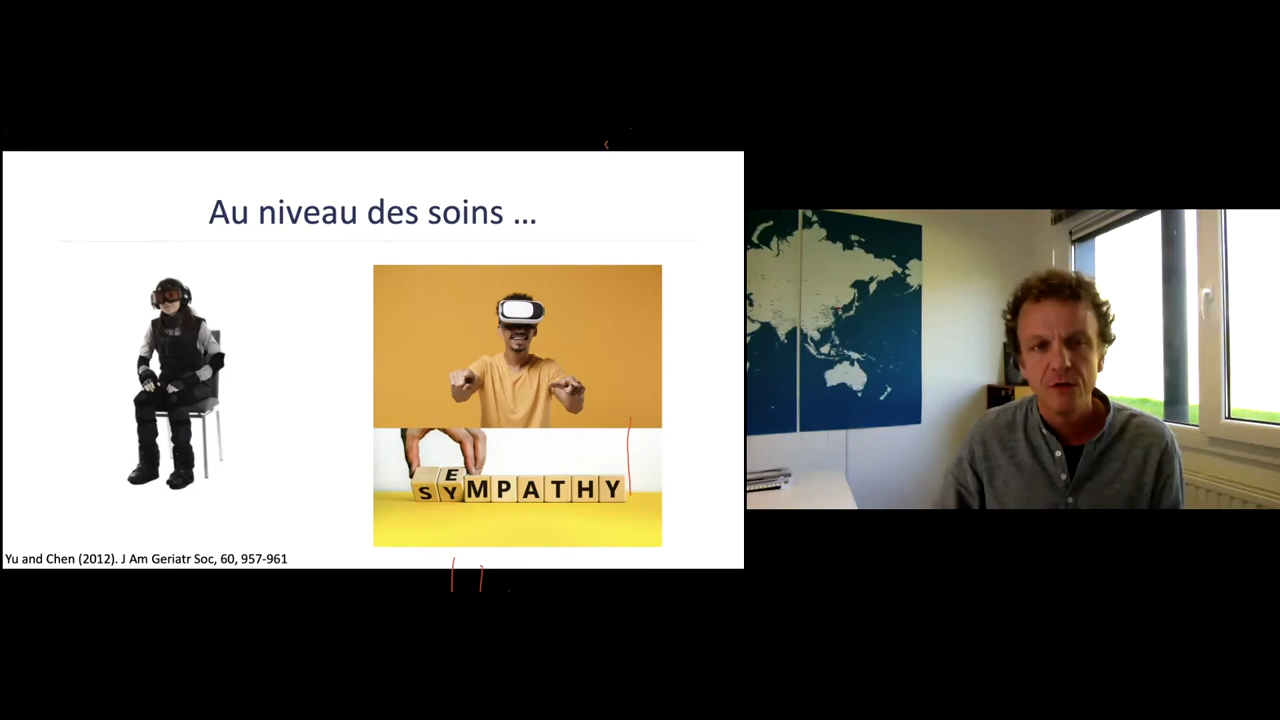 Au niveau des soins ...
E
SYMPATHY
Yu and Chen (2012). J Am Geriatr Soc, 60, 957-961